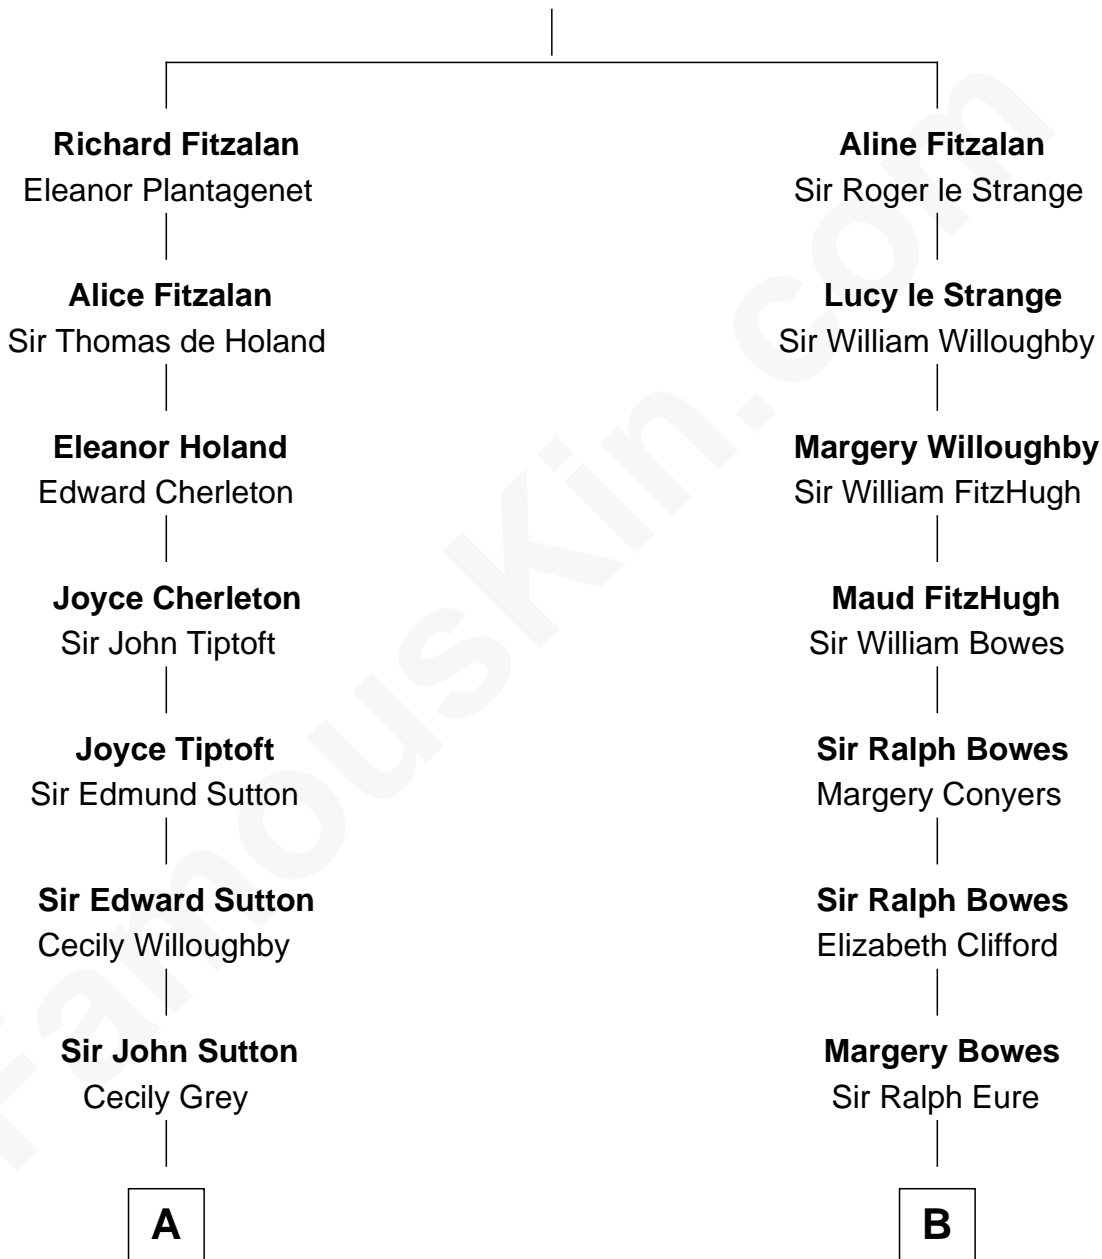 Richard Fitzalan
Eleanor Plantagenet
Alice Fitzalan
Sir Thomas de Holand
Eleanor Holand
Edward Cherleton
Joyce Cherleton
Sir John Tiptoft
Joyce Tiptoft
Sir Edmund Sutton
Sir Edward Sutton
Cecily Willoughby
Sir John Sutton
Cecily Grey
A
Aline Fitzalan
Sir Roger le Strange
Lucy le Strange
Sir William Willoughby
Margery Willoughby
Sir William FitzHugh
Maud FitzHugh
Sir William Bowes
Sir Ralph Bowes
Margery Conyers
Sir Ralph Bowes
Elizabeth Clifford
Margery Bowes
Sir Ralph Eure
B
FamousKin.com